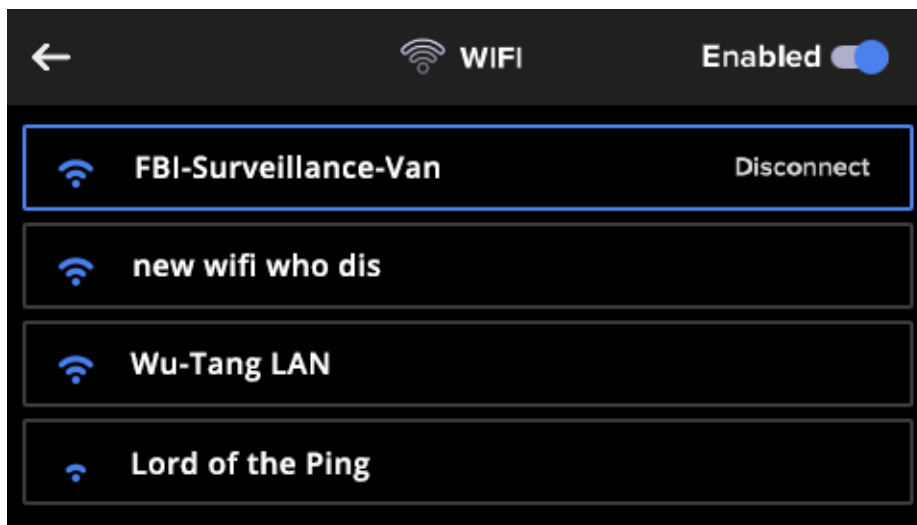 WIFI Enabled
FBI-Surveillance-Van Disconnect
new wifi who dis
Wu-Tang LAN
Lord of the Ping